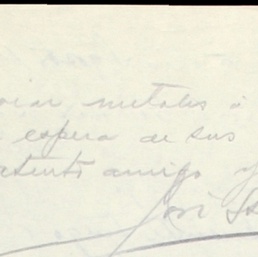 metales ó
espera de sus
atento amigo y
José